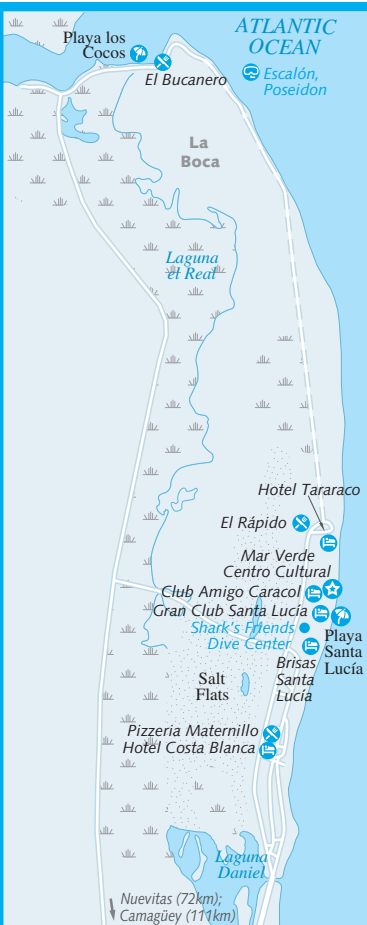 ATLANTIC
OCEAN
Playa los
Cocos
El Bucanero
Escalón,
Poseidon
La
Boca
Laguna
el Real
Hotel Tararaco
El Rápido
Mar Verde
Centro Cultural
Club Amigo Caracol
Gran Club Santa Lucía
Shark's Friends
Dive Center
Playa
Santa
Lucía
Brisas
Santa
Lucía
Salt
Flats
Pizzeria Maternillo
Hotel Costa Blanca
Laguna
Daniel
Nuevitas (72km);
Camagüey (111km)